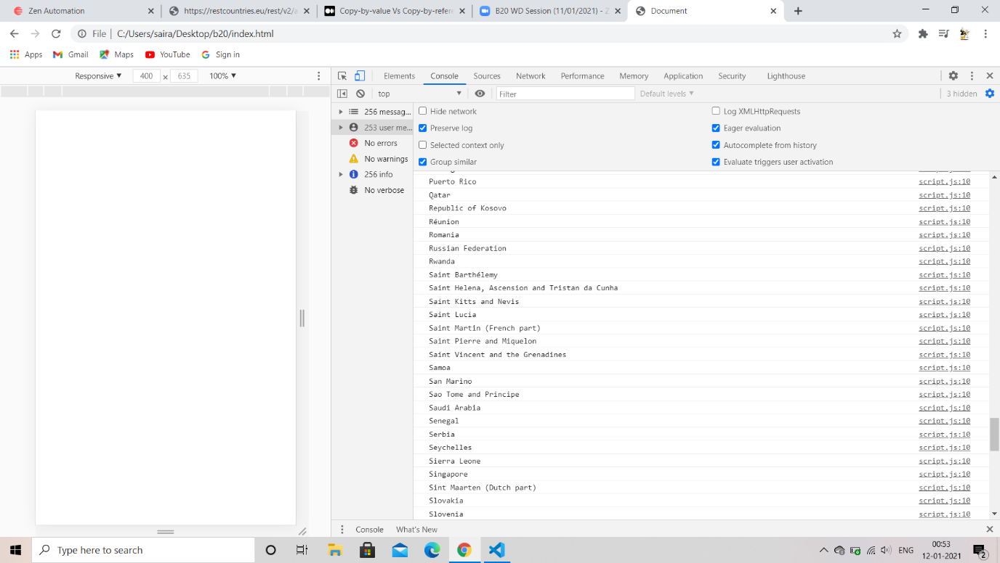 Zen Automation
https://restcountries.eu/rest/v2/a
Copy-by-value Vs Copy-by-refere
B20 WD Session (11/01/2021) - Z
Document
File | C:/Users/saira/Desktop/b20/index.html
Apps Gmail Maps YouTube Sign in
Responsive ▼ 400 x 635 100% ▼
Elements Console Sources Network Performance Memory Application Security Lighthouse
top ▼ Filter Default levels ▼ 3 hidden
256 messag...
253 user me...
No errors
No warnings
256 info
No verbose
Hide network
Log XMLHttpRequests
Preserve log
Eager evaluation
Selected context only
Autocomplete from history
Group similar
Evaluate triggers user activation
Puerto Rico script.js:10
Qatar script.js:10
Republic of Kosovo script.js:10
Réunion script.js:10
Romania script.js:10
Russian Federation script.js:10
Rwanda script.js:10
Saint Barthélemy script.js:10
Saint Helena, Ascension and Tristan da Cunha script.js:10
Saint Kitts and Nevis script.js:10
Saint Lucia script.js:10
Saint Martin (French part) script.js:10
Saint Pierre and Miquelon script.js:10
Saint Vincent and the Grenadines script.js:10
Samoa script.js:10
San Marino script.js:10
Sao Tome and Principe script.js:10
Saudi Arabia script.js:10
Senegal script.js:10
Serbia script.js:10
Seychelles script.js:10
Sierra Leone script.js:10
Singapore script.js:10
Sint Maarten (Dutch part) script.js:10
Slovakia script.js:10
Slovenia script.js:10
Console What's New
Type here to search
ENG
00:53
12-01-2021
2